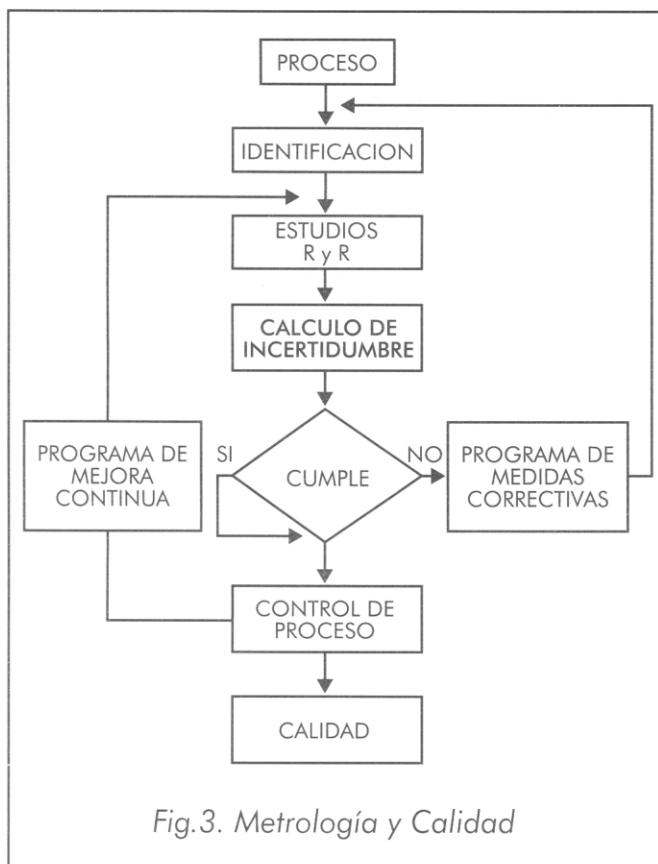 PROCESO
IDENTIFICACION
ESTUDIOS
R y R
CALCULO DE
INCERTIDUMBRE
PROGRAMA DE
MEJORA
CONTINUA
SI
CUMPLE
NO
PROGRAMA DE
MEDIDAS
CORRECTIVAS
CONTROL DE
PROCESO
CALIDAD
Fig.3. Metrología y Calidad